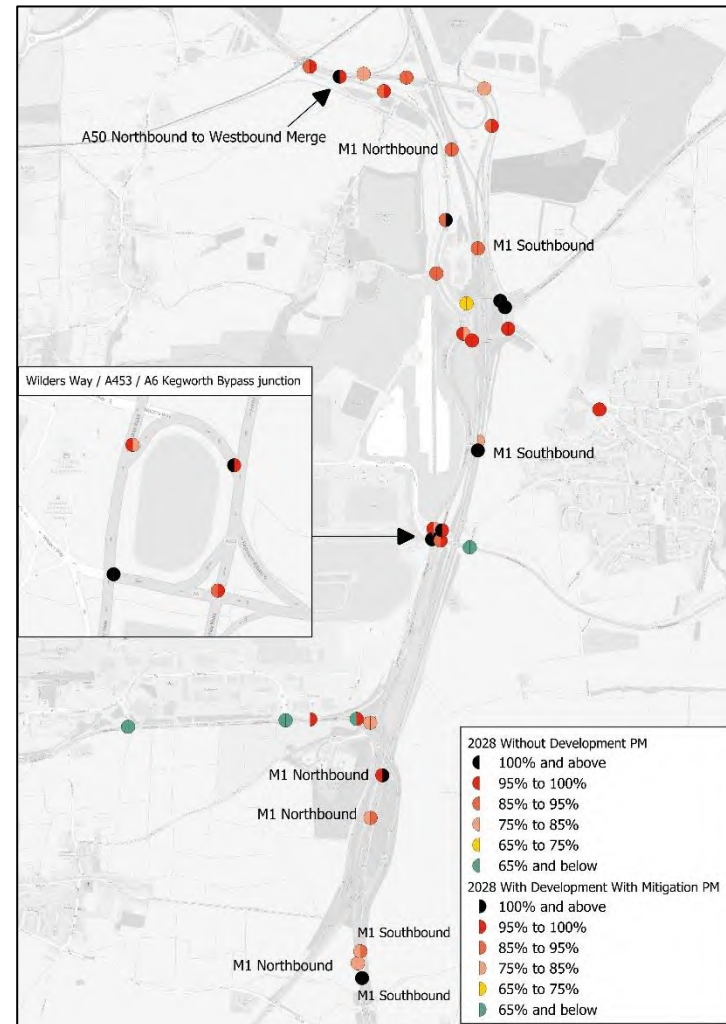 A50 Northbound to Westbound Merge
M1 Northbound
M1 Southbound
Wilders Way / A453 / A6 Kegworth Bypass junction
M1 Southbound
M1 Northbound
M1 Northbound
M1 Southbound
M1 Northbound
M1 Southbound
2028 Without Development PM
100% and above
95% to 100%
85% to 95%
75% to 85%
65% to 75%
65% and below
2028 With Development With Mitigation PM
100% and above
95% to 100%
85% to 95%
75% to 85%
65% to 75%
65% and below